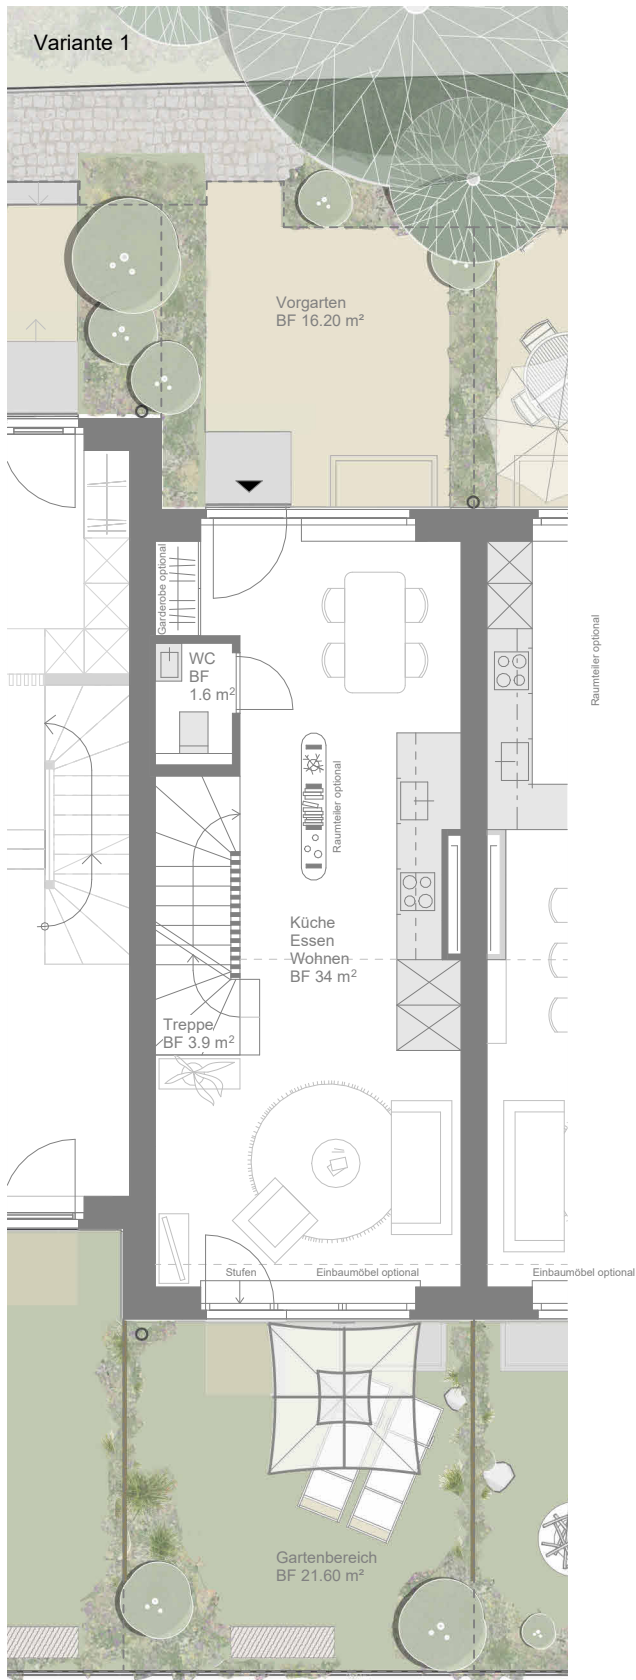 Variante 1
Vorgarten
BF 16.20 m²
Garderobe optional
WC
BF
1.6 m²
Raumteiler optional
Raumteiler optional
Küche
Essen
Wohnen
BF 34 m²
Treppe
BF 3.9 m²
Stufen
Einbaumöbel optional
Einbaumöbel optional
Gartenbereich
BF 21.60 m²